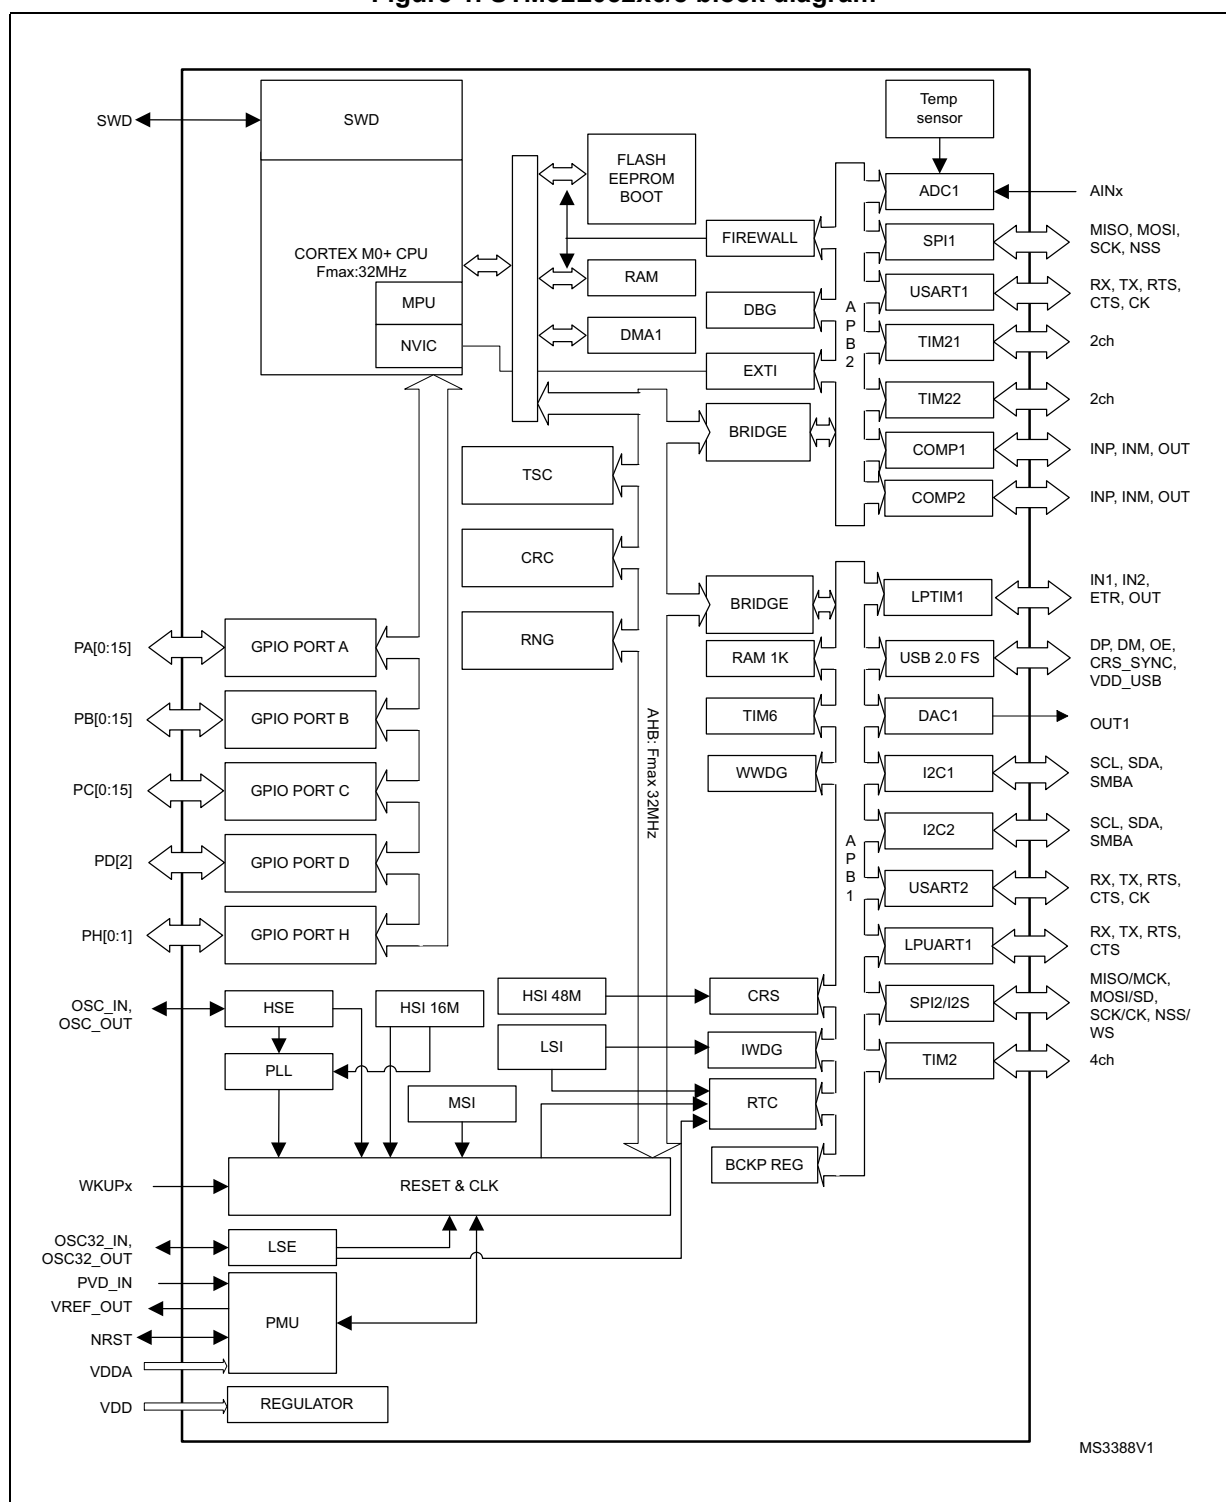 SWD
SWD
CORTEX M0+ CPU
Fmax:32MHz
MPU
NVIC
FLASH
EEPROM
BOOT
RAM
DMA1
FIREWALL
DBG
EXTI
BRIDGE
A
P
B
2
Temp
sensor
ADC1
AINx
SPI1
MISO, MOSI,
SCK, NSS
USART1
RX, TX, RTS,
CTS, CK
TIM21
2ch
TIM22
2ch
COMP1
INP, INM, OUT
COMP2
INP, INM, OUT
TSC
CRC
RNG
AHB: Fmax 32MHz
PA[0:15]
GPIO PORT A
PB[0:15]
GPIO PORT B
PC[0:15]
GPIO PORT C
PD[2]
GPIO PORT D
PH[0:1]
GPIO PORT H
BRIDGE
RAM 1K
TIM6
WWDG
A
P
B
1
LPTIM1
IN1, IN2,
ETR, OUT
USB 2.0 FS
DP, DM, OE,
CRS_SYNC,
VDD_USB
DAC1
OUT1
I2C1
SCL, SDA,
SMBA
I2C2
SCL, SDA,
SMBA
USART2
RX, TX, RTS,
CTS, CK
LPUART1
RX, TX, RTS,
CTS
SPI2/I2S
MISO/MCK,
MOSI/SD,
SCK/CK, NSS/
WS
TIM2
4ch
OSC_IN,
OSC_OUT
HSE
HSI 16M
PLL
MSI
HSI 48M
CRS
LSI
IWDG
RTC
BCKP REG
WKUPx
RESET & CLK
OSC32_IN,
OSC32_OUT
LSE
PVD_IN
VREF_OUT
NRST
VDDA
PMU
VDD
REGULATOR
MS3388V1